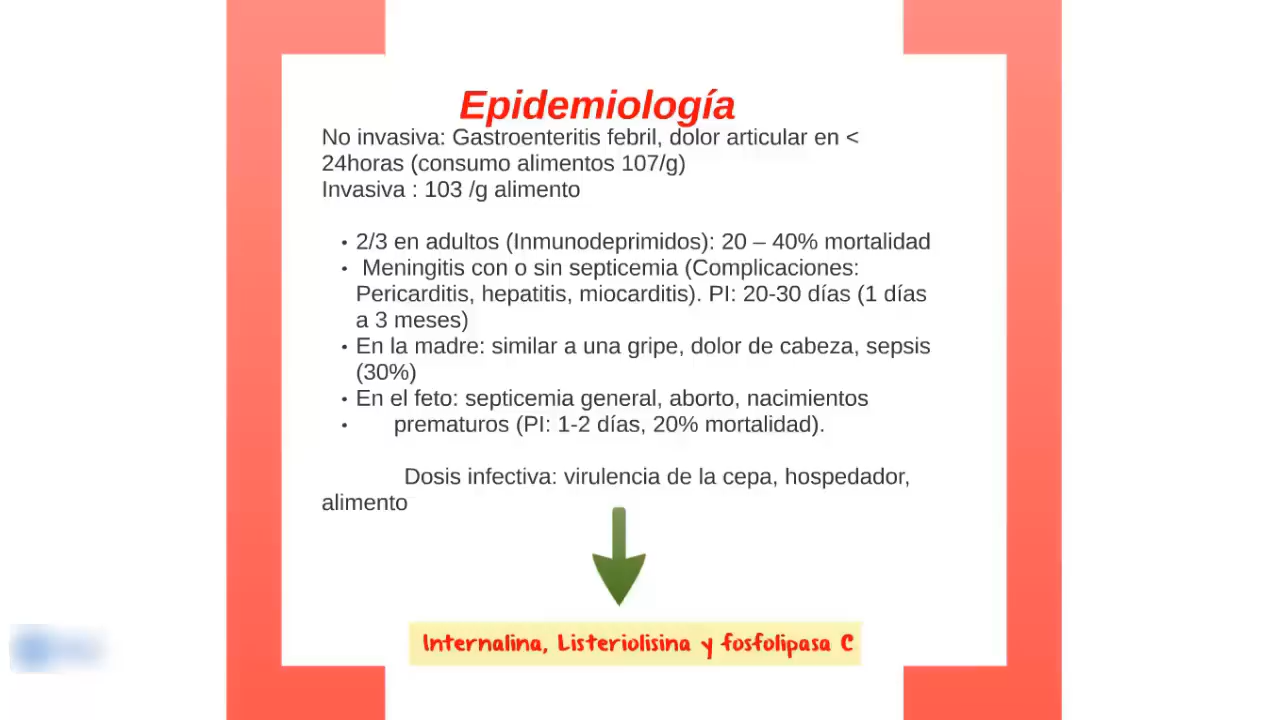 Epidemiología
No invasiva: Gastroenteritis febril, dolor articular en <
24horas (consumo alimentos 107/g)
Invasiva : 103 /g alimento
• 2/3 en adultos (Inmunodeprimidos): 20 – 40% mortalidad
• Meningitis con o sin septicemia (Complicaciones:
Pericarditis, hepatitis, miocarditis). PI: 20-30 días (1 días
a 3 meses)
• En la madre: similar a una gripe, dolor de cabeza, sepsis
(30%)
• En el feto: septicemia general, aborto, nacimientos
• prematuros (PI: 1-2 días, 20% mortalidad).
Dosis infectiva: virulencia de la cepa, hospedador,
alimento
Internalina, Listeriolisina y fosfolipasa C